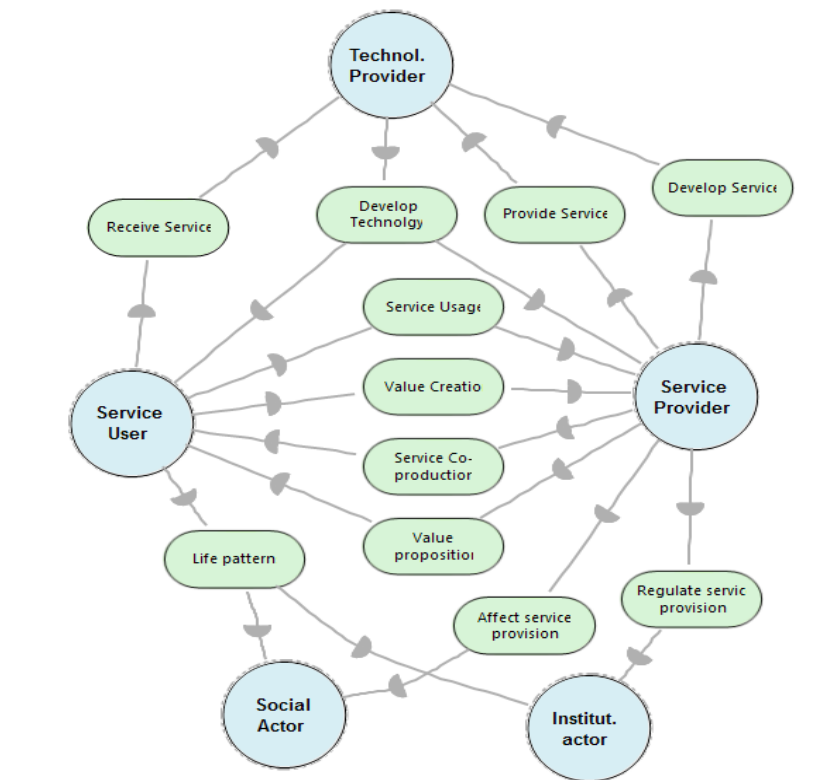 Technol.
Provider
Develop Service
Develop
Technolgy
Provide Service
Receive Service
Service Usage
Service
Provider
Value Creatio
Service
User
Service Co-
productior
Value
propositio
Life pattern
Regulate servic
provision
Affect service
provision
Social
Actor
Institut.
actor